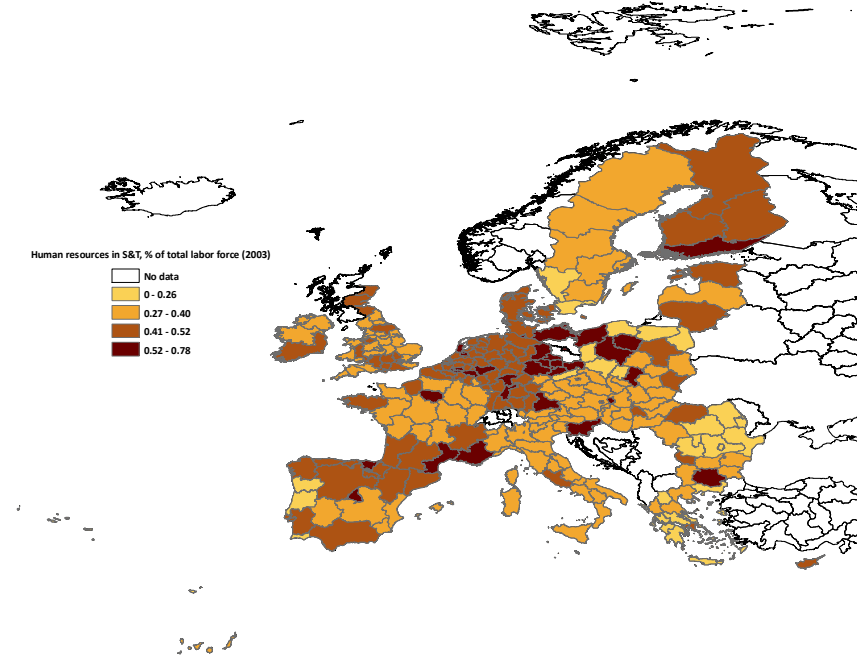 Human resources in S&T, % of total labor force (2003)
No data
0 - 0.26
0.27 - 0.40
0.41 - 0.52
0.52 - 0.78